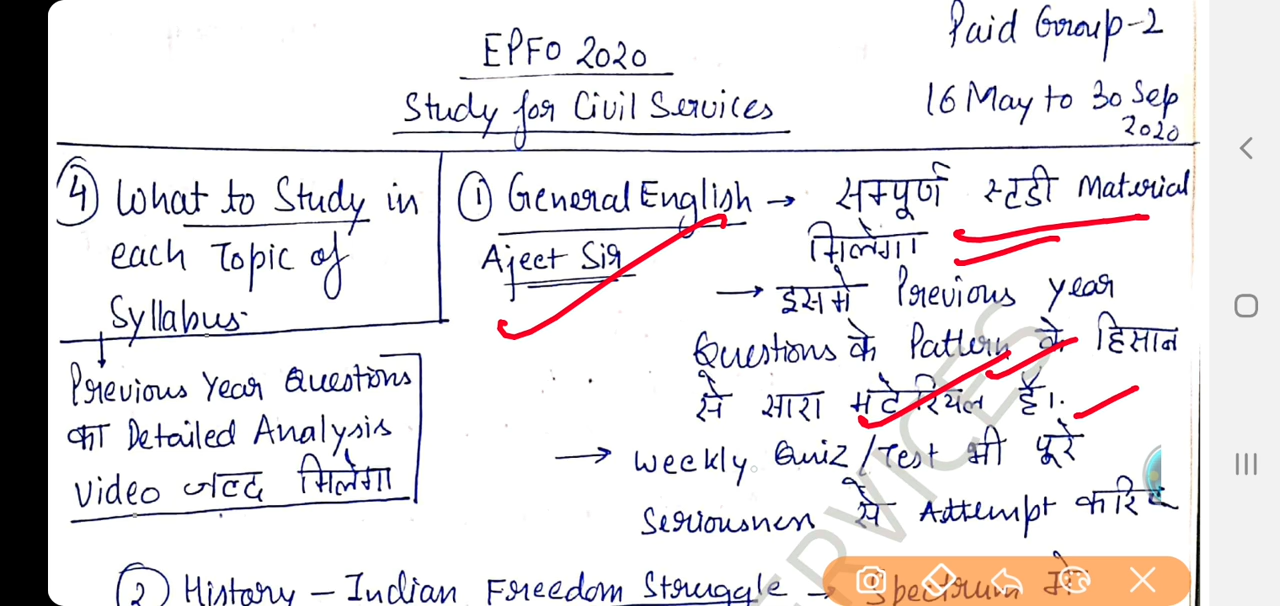 Paid Group-2
EPFO 2020
Study for Civil Services
16 May to 30 Sep
2020
④ What to Study in
each Topic of
Syllabus.
Previous Year Questions
का Detailed Analysis
video जल्द मिलेगा
① General English → सम्पूर्ण स्टडी Material
Ajeet Sir
मिलेगा
→ इसमे Previous year
Questions के Pattern के हिसाब
से सारा मटेरियल है।
→ Weekly Quiz/Test भी पूरे
Seriousness से Attempt करिये
② History – Indian Freedom Struggle → Spectrum से
SERVICES